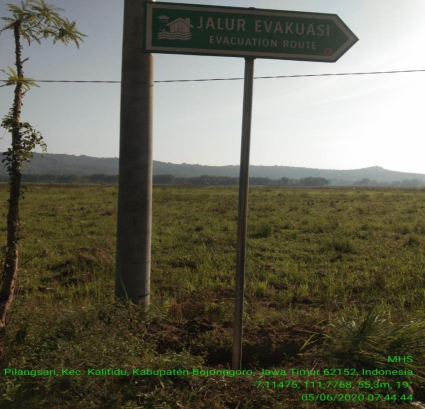 JALUR EVAKUASI
EVACUATION ROUTE
MHS
Pilangsari, Kec. Kalitidu, Kabupaten Bojonegoro, Jawa Timur 62152, Indonesia
-7,11475, 111,7768, 55,3m, 19°
05/06/2020 07:44:44